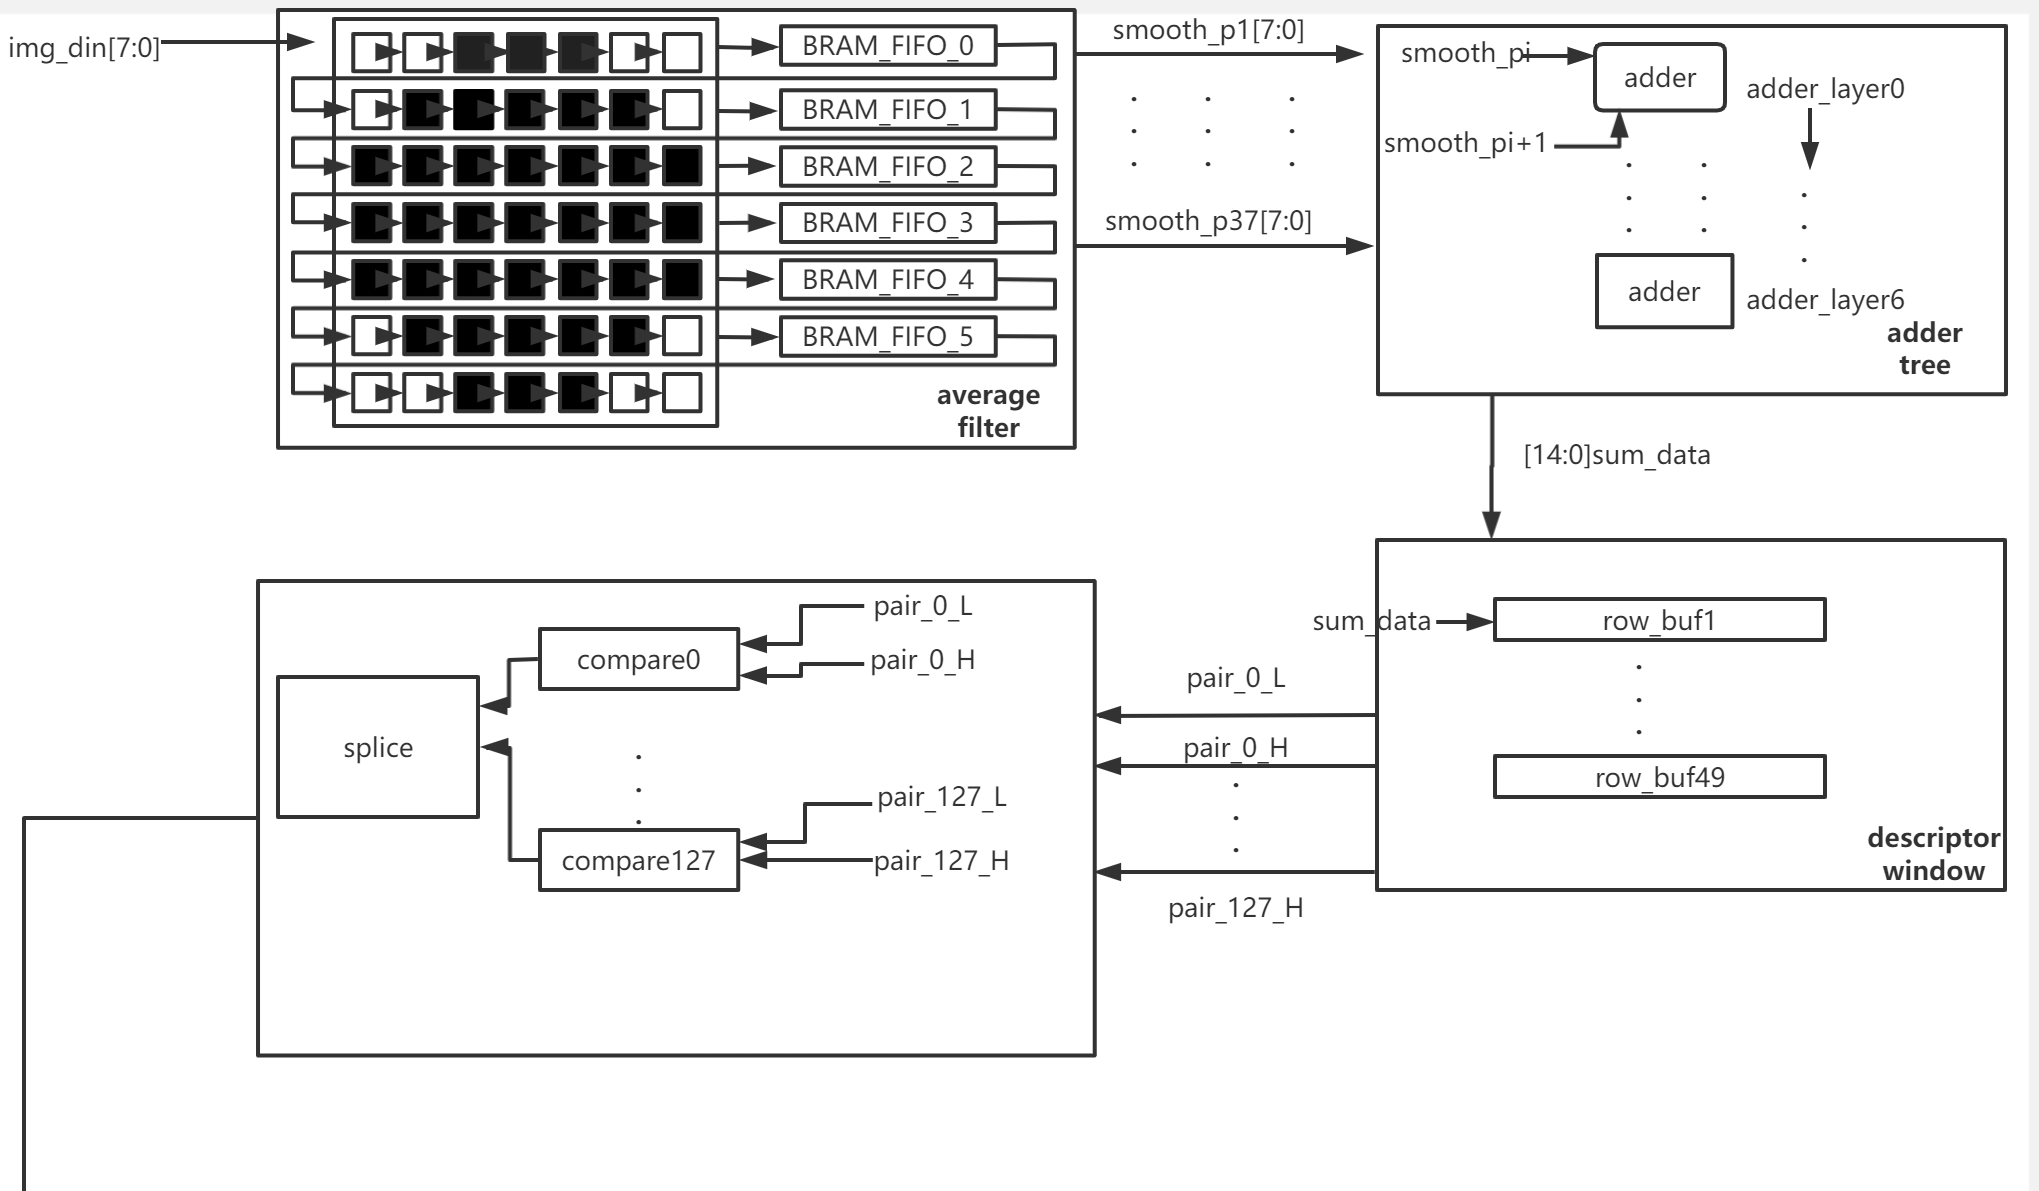 img_din[7:0]
BRAM_FIFO_0
BRAM_FIFO_1
BRAM_FIFO_2
BRAM_FIFO_3
BRAM_FIFO_4
BRAM_FIFO_5
average
filter
smooth_p1[7:0]
smooth_p37[7:0]
smooth_pi
adder
adder_layer0
smooth_pi+1
adder
adder_layer6
adder
tree
[14:0]sum_data
sum_data
row_buf1
row_buf49
descriptor
window
pair_0_L
pair_0_H
pair_127_H
pair_0_L
compare0
pair_0_H
splice
pair_127_L
compare127
pair_127_H